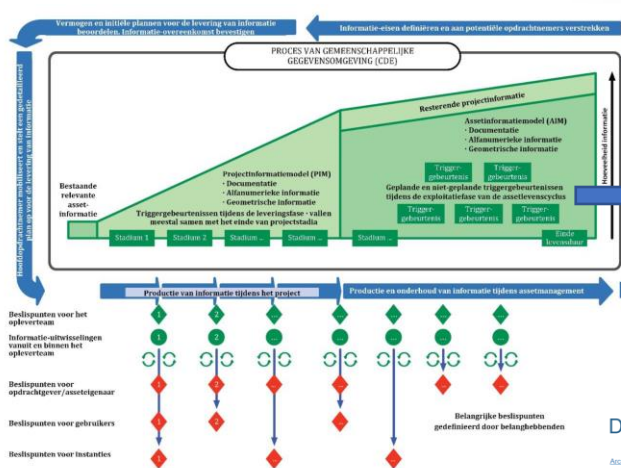 Vermogen en initiële plannen voor de levering van informatie
beoordelen. Informatie-overeenkomst bevestigen
Informatie-eisen definiëren en aan potentiële opdrachtnemers verstrekken
Hoofdopdrachtnemer mobiliseert en stelt een gedetailleerd
plan op voor de levering van informatie
PROCES VAN GEMEENSCHAPPELIJKE
GEGEVENSOMGEVING (CDE)
Resterende projectinformatie
Hoeveelheid informatie
Assetinformatiemodel (AIM)
- Documentatie
- Alfanumerieke informatie
- Geometrische informatie
Projectinformatiemodel (PIM)
- Documentatie
- Alfanumerieke informatie
- Geometrische informatie
Trigger-
gebeurtenis
Trigger-
gebeurtenis
Bestaande
relevante
asset-
informatie
Geplande en niet-geplande triggergebeurtenissen
tijdens de exploitatiefase van de assetlevenscyclus
Triggergebeurtenissen tijdens de leveringsfase - vallen
meestal samen met het einde van projectstadia
Trigger-
gebeurtenis
Trigger-
gebeurtenis
Trigger-
gebeurtenis
Stadium 1
Stadium 2
Stadium ...
Stadium ...
Stadium ...
Einde
levensduur
Productie van informatie tijdens het project
Productie en onderhoud van informatie tijdens assetmanagement
Beslispunten voor het
opleverteam
1
2
...
...
...
...
...
Informatie-uitwisselingen
vanuit en binnen het
opleverteam
1
2
...
...
...
...
...
Beslispunten voor
opdrachtgever/asseteigenaar
1
2
...
...
...
...
Beslispunten voor gebruikers
1
2
...
Belangrijke beslispunten
gedefinieerd door belanghebbenden
Beslispunten voor instanties
1
...
...
D
Arc